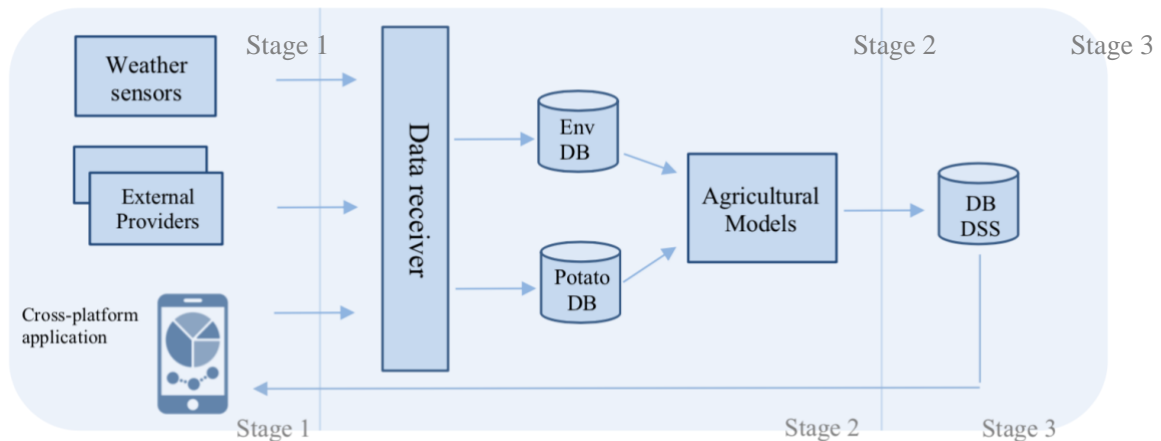 Stage 1
Stage 2
Stage 3
Weather
sensors
External
Providers
Cross-platform
application
Data receiver
Env
DB
Potato
DB
Agricultural
Models
DB
DSS
Stage 1
Stage 2
Stage 3